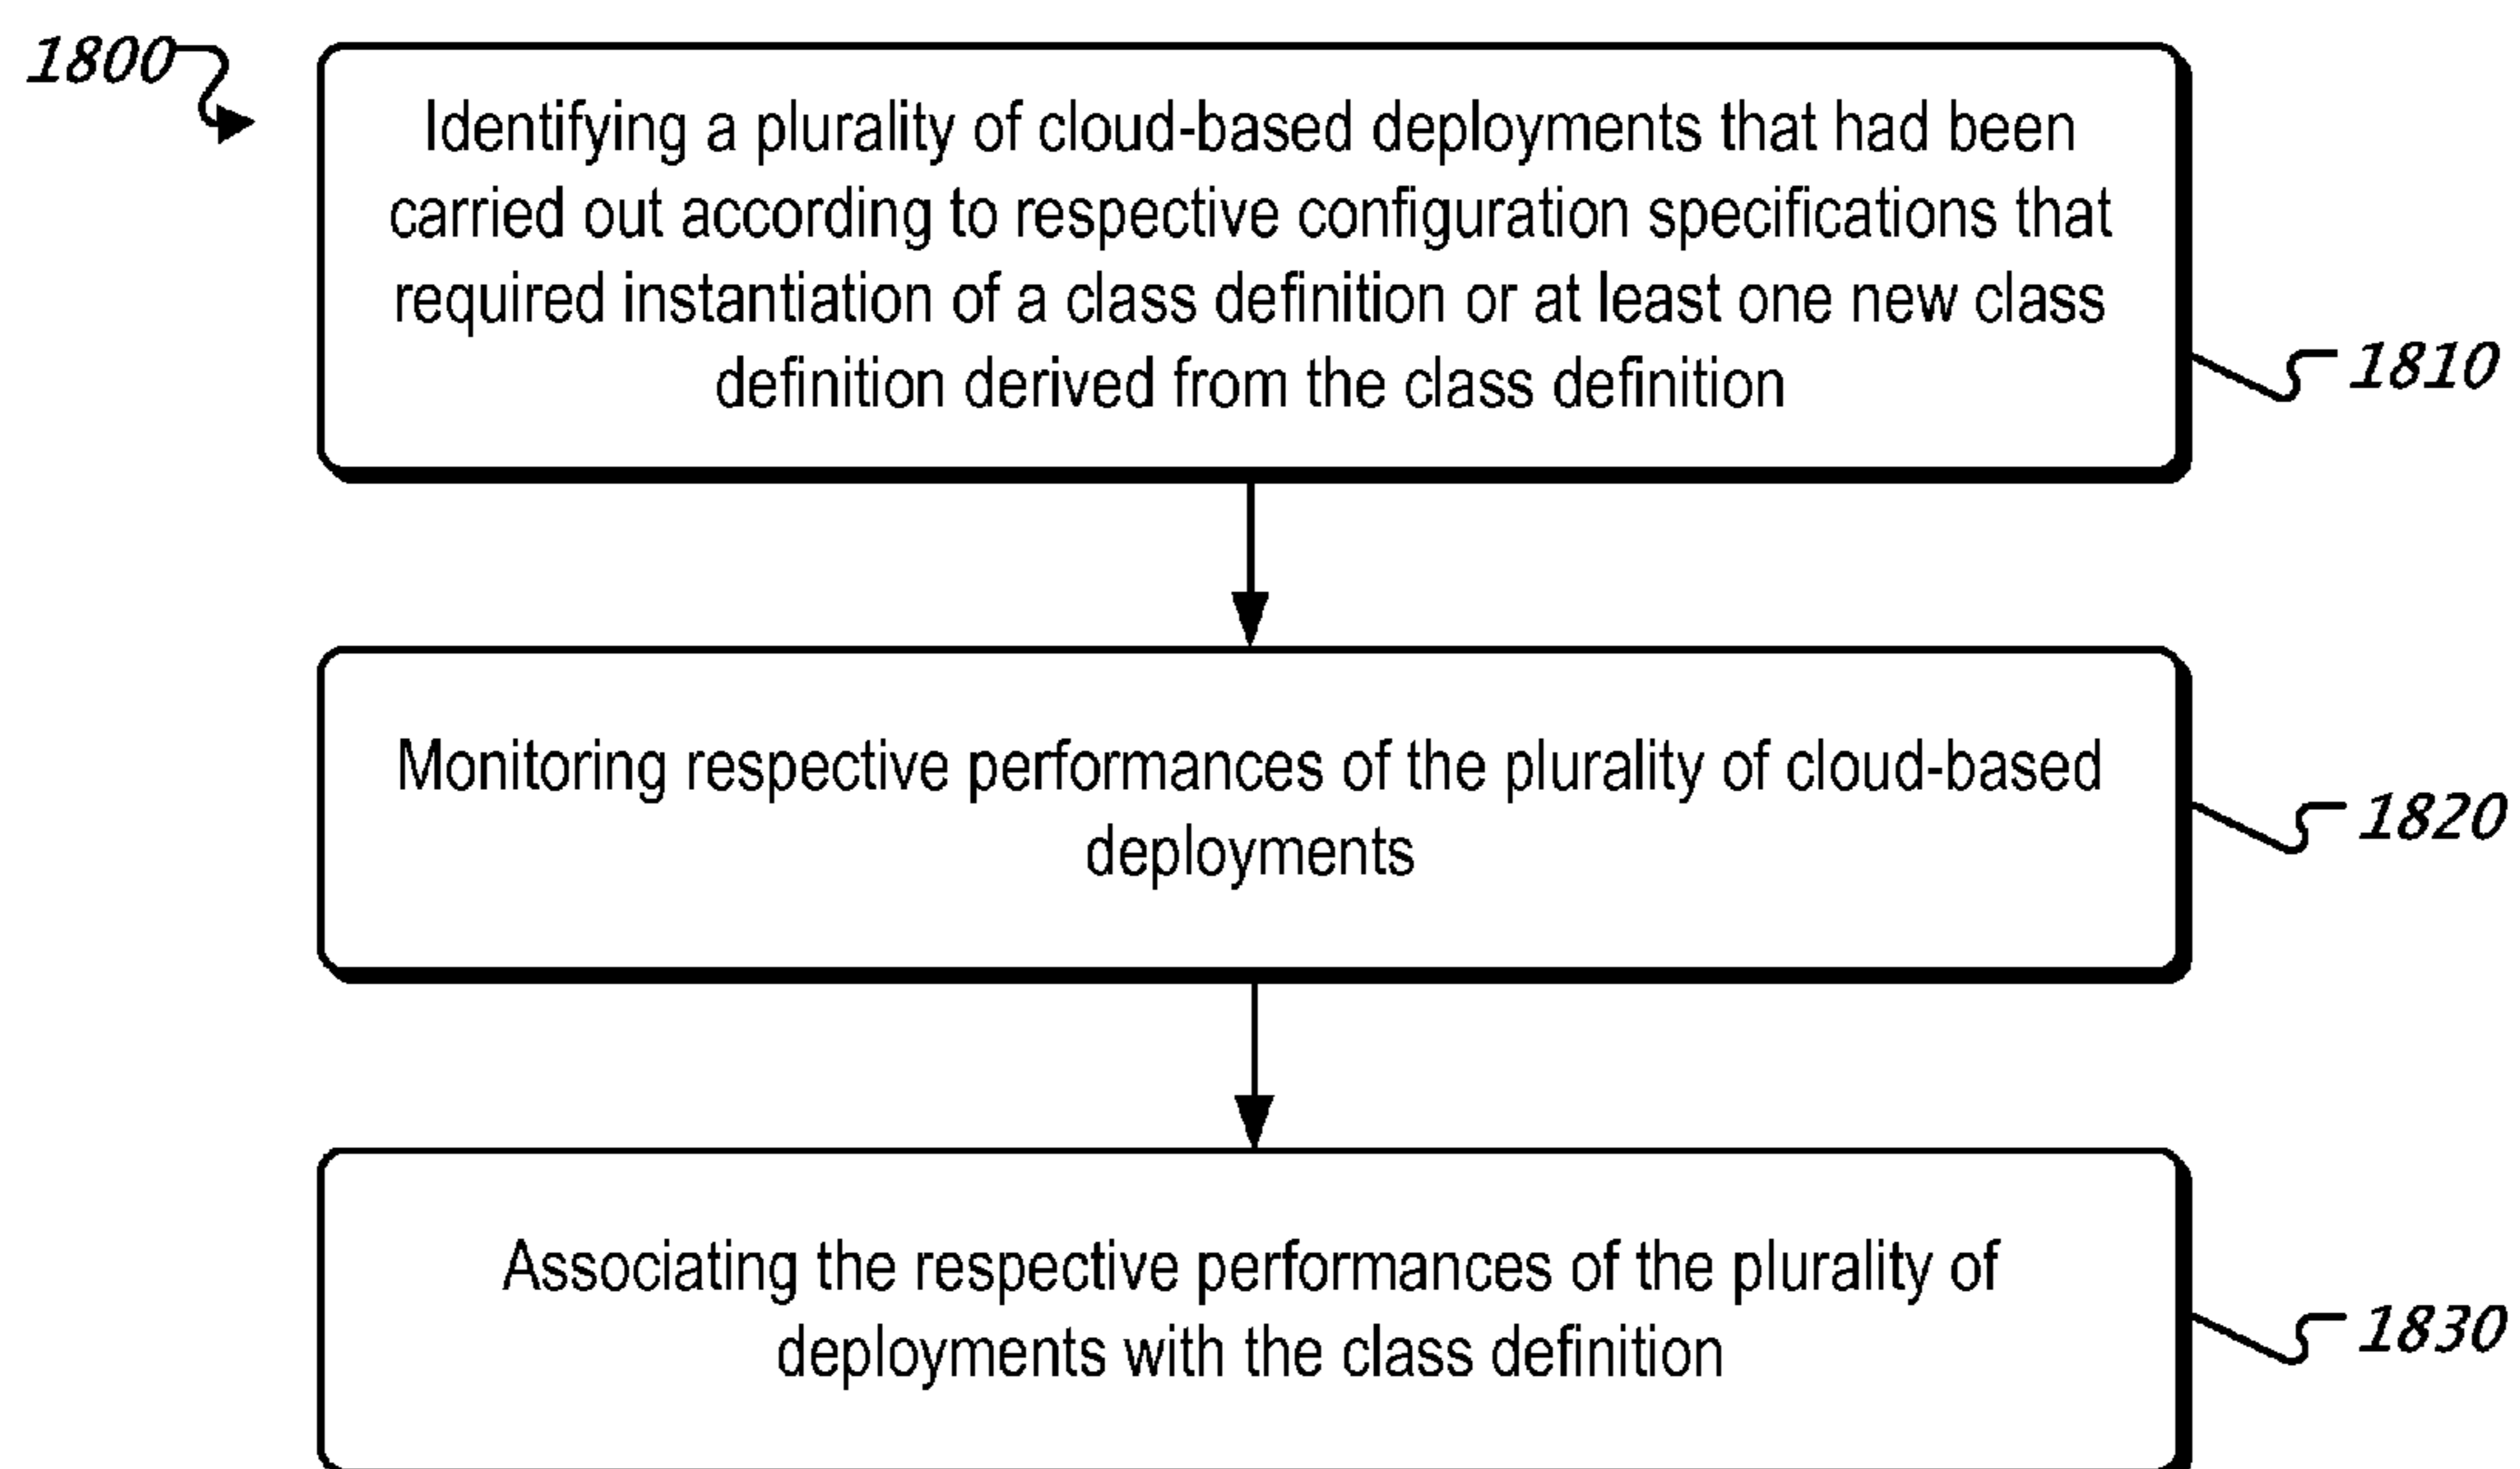 1800
Identifying a plurality of cloud-based deployments that had been
carried out according to respective configuration specifications that
required instantiation of a class definition or at least one new class
definition derived from the class definition
1810
Monitoring respective performances of the plurality of cloud-based
deployments
1820
Associating the respective performances of the plurality of
deployments with the class definition
1830